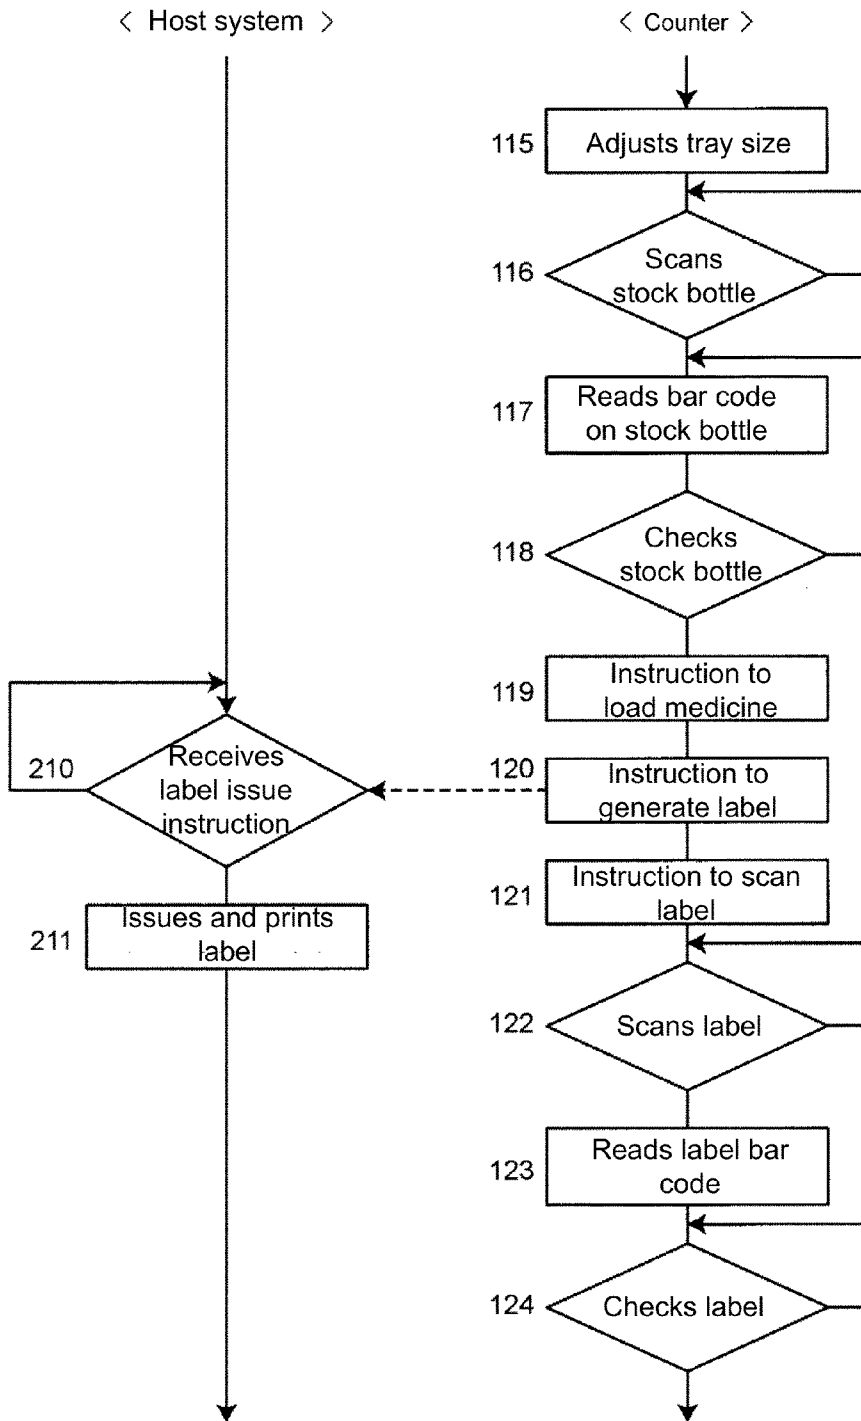 < Host system >
< Counter >
115
Adjusts tray size
116
Scans
stock bottle
117
Reads bar code
on stock bottle
118
Checks
stock bottle
119
Instruction to
load medicine
210
Receives
label issue
instruction
120
Instruction to
generate label
121
Instruction to scan
label
211
Issues and prints
label
122
Scans label
123
Reads label bar
code
124
Checks label